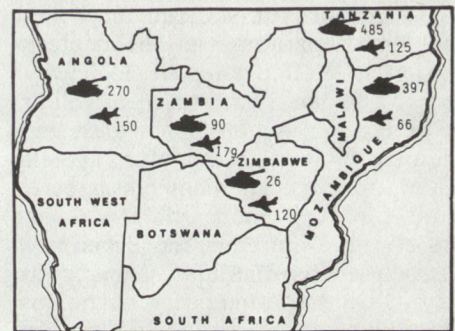 TANZANIA
485
125
ANGOLA
270
150
ZAMBIA
90
179
MALAWI
397
66
MOZAMBIQUE
ZIMBABWE
26
120
SOUTH WEST
AFRICA
BOTSWANA
SOUTH AFRICA